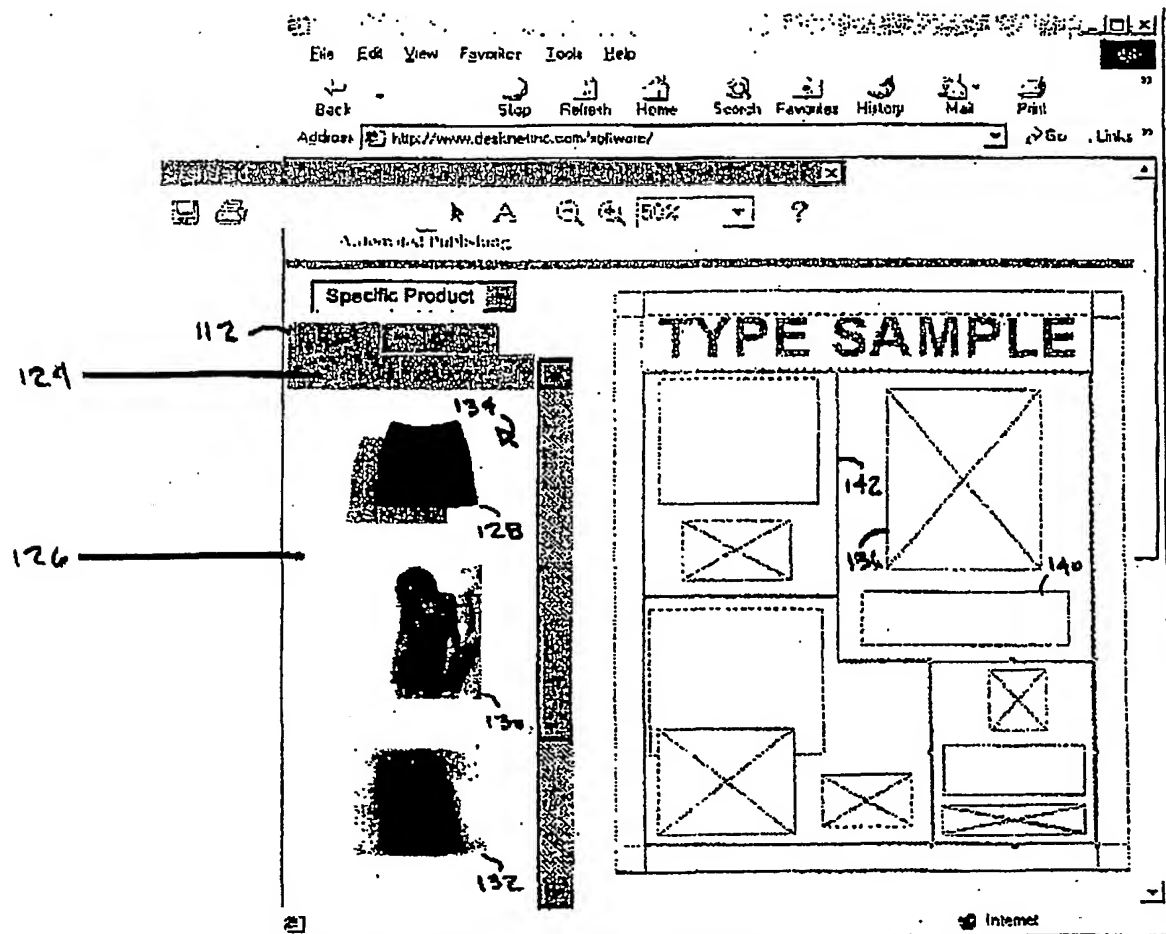 File Edit View Favorites Tools Help
Back Stop Refresh Home Search Favorites History Mail Print
Address http://www.desknetinc.com/software/ Go Links »
A 50% ?
Automated Publishing
Specific Product
TYPE SAMPLE
112
124
134
142
128
136
126
140
130
132
Internet